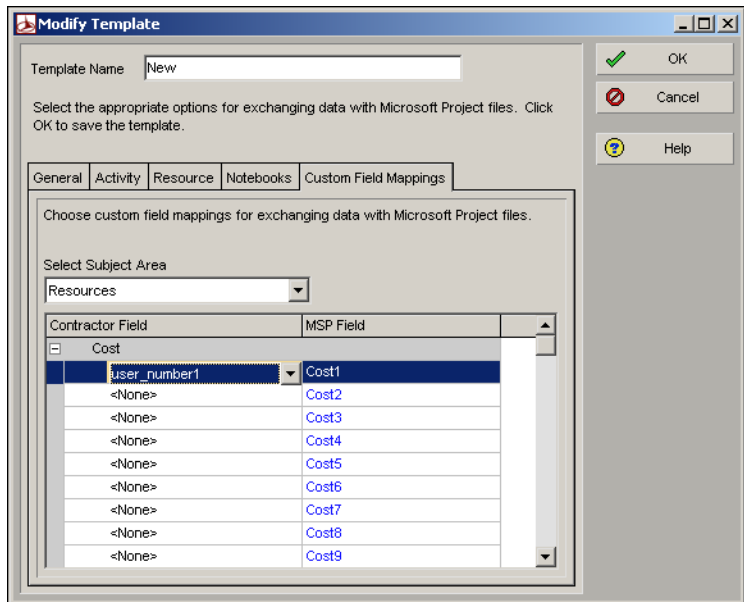 Modify Template
Template Name New
OK
Select the appropriate options for exchanging data with Microsoft Project files. Click
OK to save the template.
Cancel
Help
General Activity Resource Notebooks Custom Field Mappings
Choose custom field mappings for exchanging data with Microsoft Project files.
Select Subject Area
Resources
Contractor Field MSP Field
Cost
user_number1 Cost1
<None> Cost2
<None> Cost3
<None> Cost4
<None> Cost5
<None> Cost6
<None> Cost7
<None> Cost8
<None> Cost9